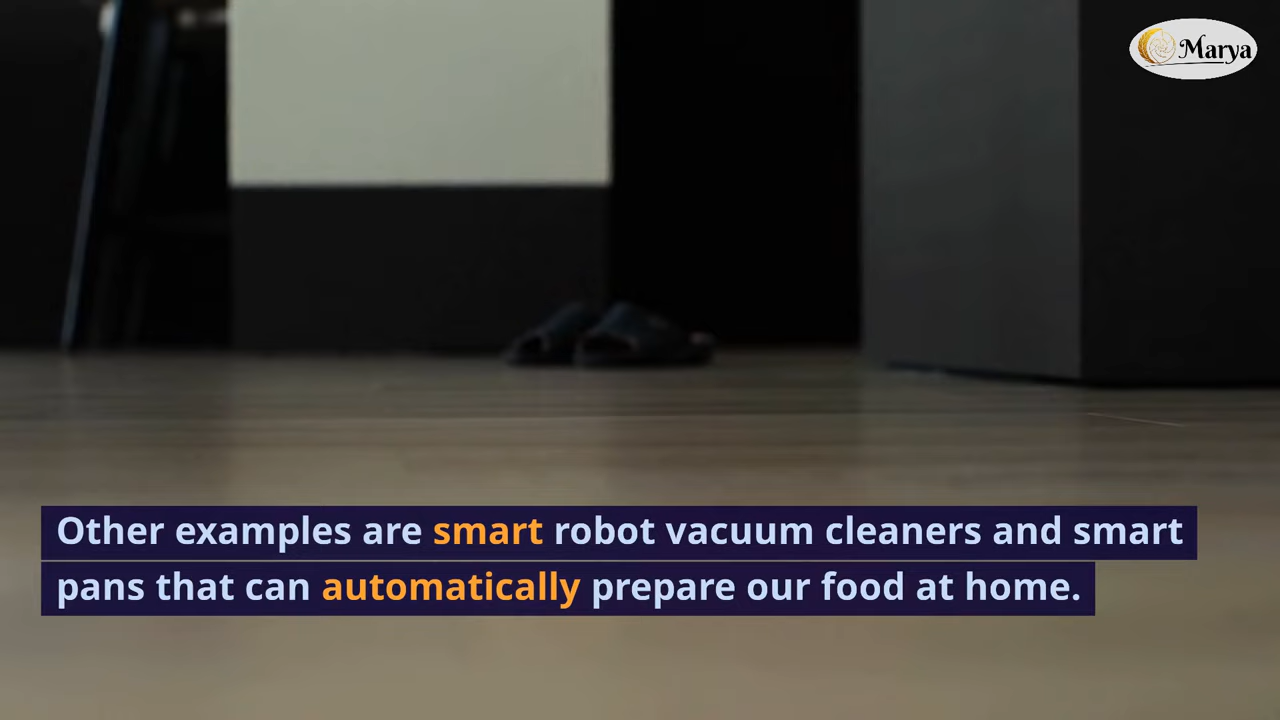 Marya
Other examples are smart robot vacuum cleaners and smart
pans that can automatically prepare our food at home.